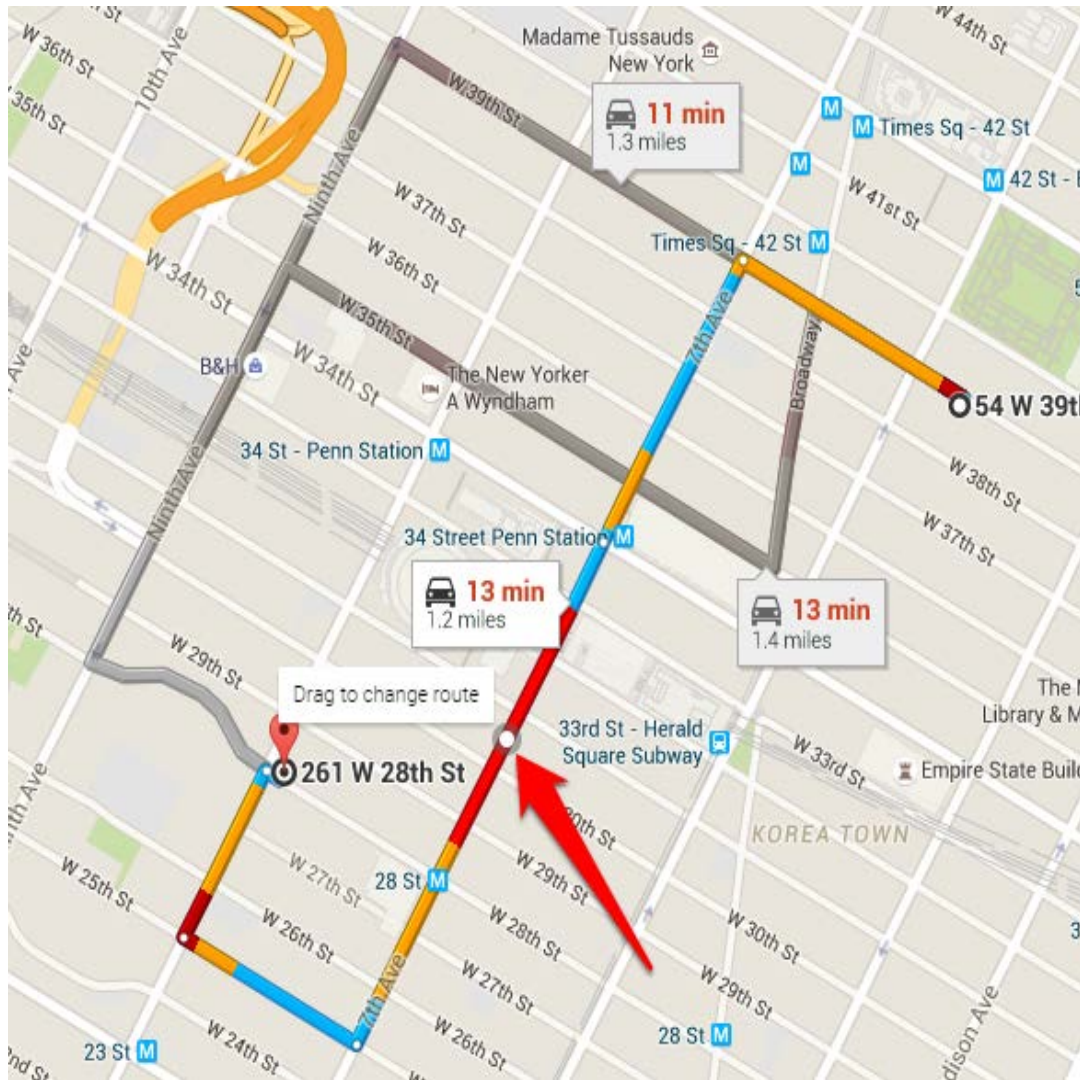 W 44th St
W 36th St
10th Ave
Madame Tussauds
New York
W 39th St
11 min
1.3 miles
35th St
Times Sq - 42 St
42 St -
Ninth Ave
W 37th St
W 41st St
W 36th St
Times Sq - 42 St
W 34th St
W 35th St
7th Ave
B&H
W 34th St
The New Yorker
A Wyndham
Broadway
54 W 39th
34 St - Penn Station
W 38th St
Ninth Ave
W 37th St
34 Street Penn Station
13 min
1.2 miles
13 min
1.4 miles
W 29th St
Drag to change route
33rd St - Herald
Square Subway
W 33rd St
Library & M
261 W 28th St
Empire State Build
30th St
KOREA TOWN
W 25th St
W 27th St
28 St
W 29th St
W 26th St
W 28th St
W 30th St
7th Ave
W 27th St
W 29th St
W 24th St
W 26th St
28 St
23 St
2nd St